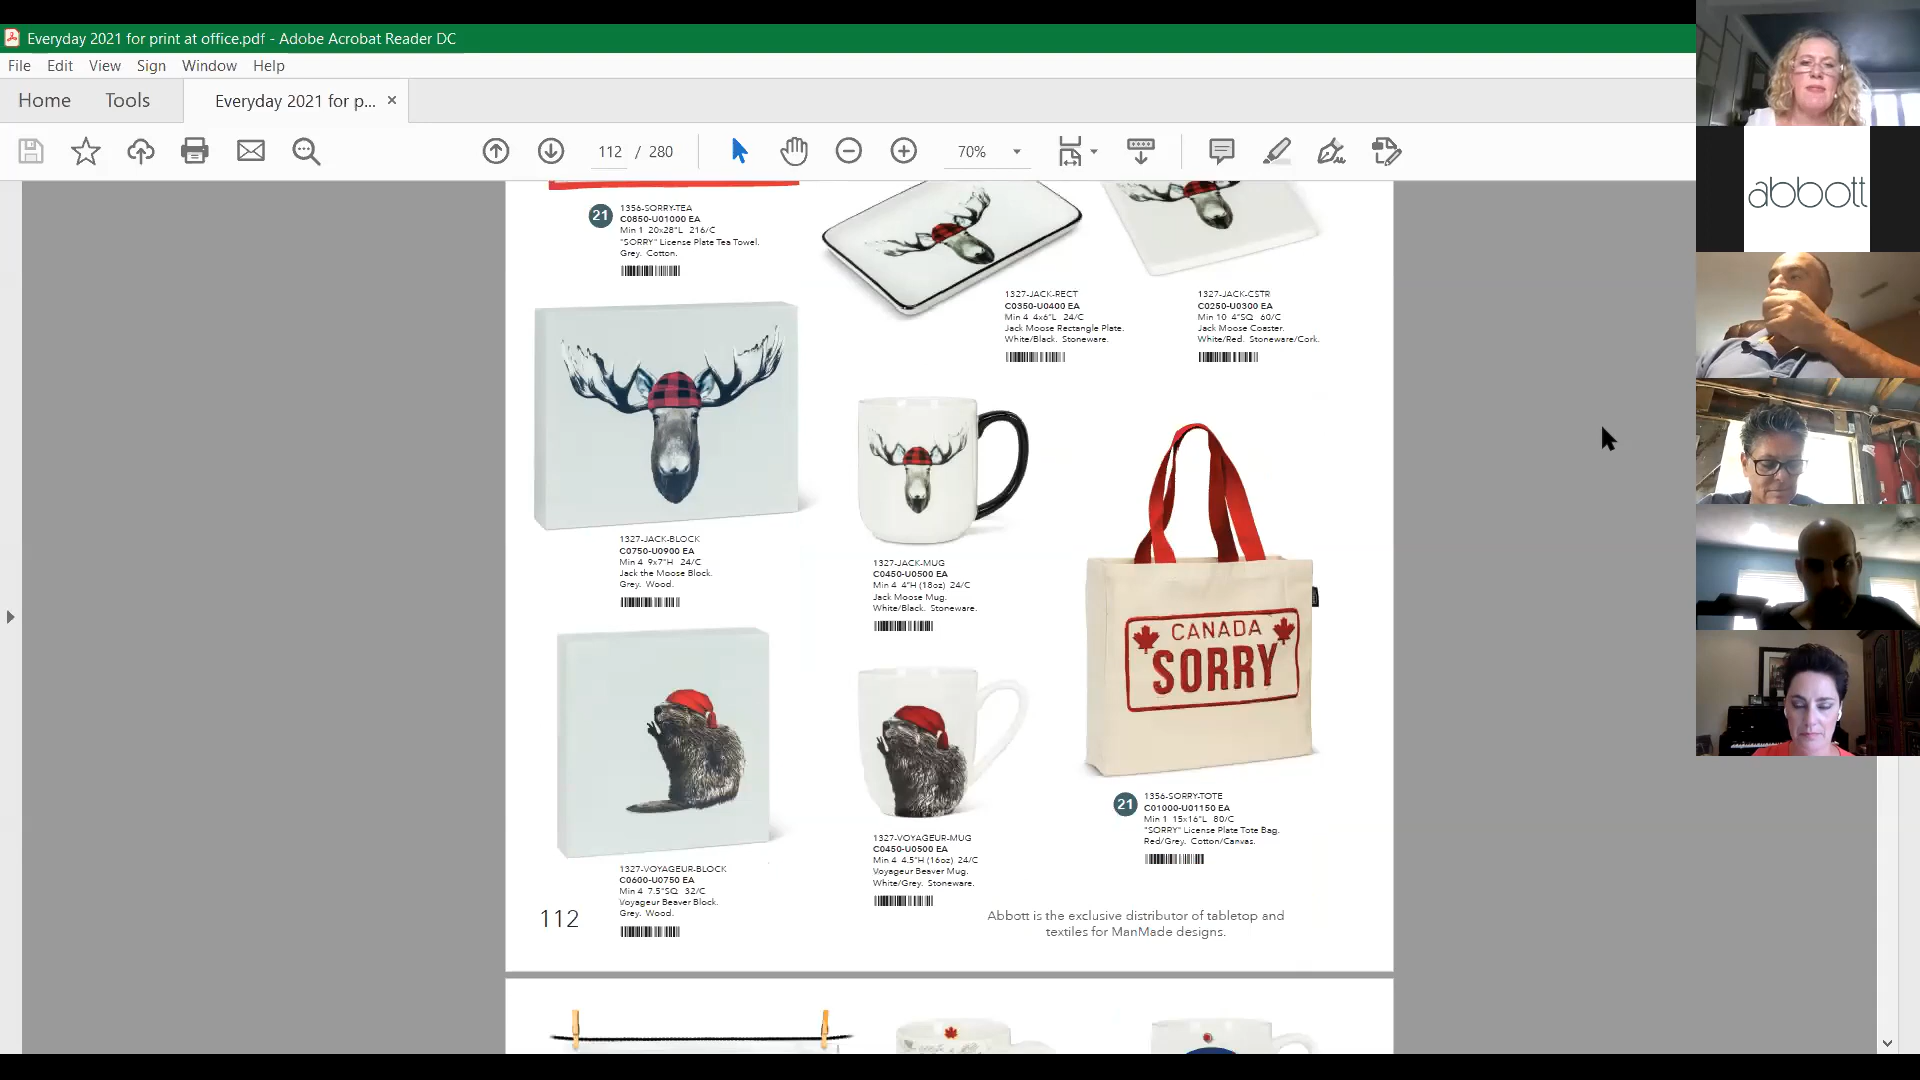 Everyday 2021 for print at office.pdf - Adobe Acrobat Reader DC
File Edit View Sign Window Help
Home Tools Everyday 2021 for p... ×
112 / 280 70%
21
1356-SORRY-TEA
C0850-U01000 EA
Min 1 20x28"L 216/C
"SORRY" License Plate Tea Towel.
Grey. Cotton.
1327-JACK-RECT
C0350-U0400 EA
Min 4 4x6"L 24/C
Jack Moose Rectangle Plate.
White/Black. Stoneware.
1327-JACK-CSTR
C0250-U0300 EA
Min 10 4"SQ 60/C
Jack Moose Coaster.
White/Red. Stoneware/Cork.
1327-JACK-BLOCK
C0750-U0900 EA
Min 4 9x7"H 24/C
Jack the Moose Block.
Grey. Wood.
1327-JACK-MUG
C0450-U0500 EA
Min 4 4"H (18oz) 24/C
Jack Moose Mug.
White/Black. Stoneware.
CANADA
SORRY
21
1356-SORRY-TOTE
C01000-U01150 EA
Min 1 15x16"L 80/C
"SORRY" License Plate Tote Bag.
Red/Grey. Cotton/Canvas.
1327-VOYAGEUR-BLOCK
C0600-U0750 EA
Min 4 7.5"SQ 32/C
Voyageur Beaver Block.
Grey. Wood.
1327-VOYAGEUR-MUG
C0450-U0500 EA
Min 4 4.5"H (16oz) 24/C
Voyageur Beaver Mug.
White/Grey. Stoneware.
112
Abbott is the exclusive distributor of tabletop and
textiles for ManMade designs.
abbott